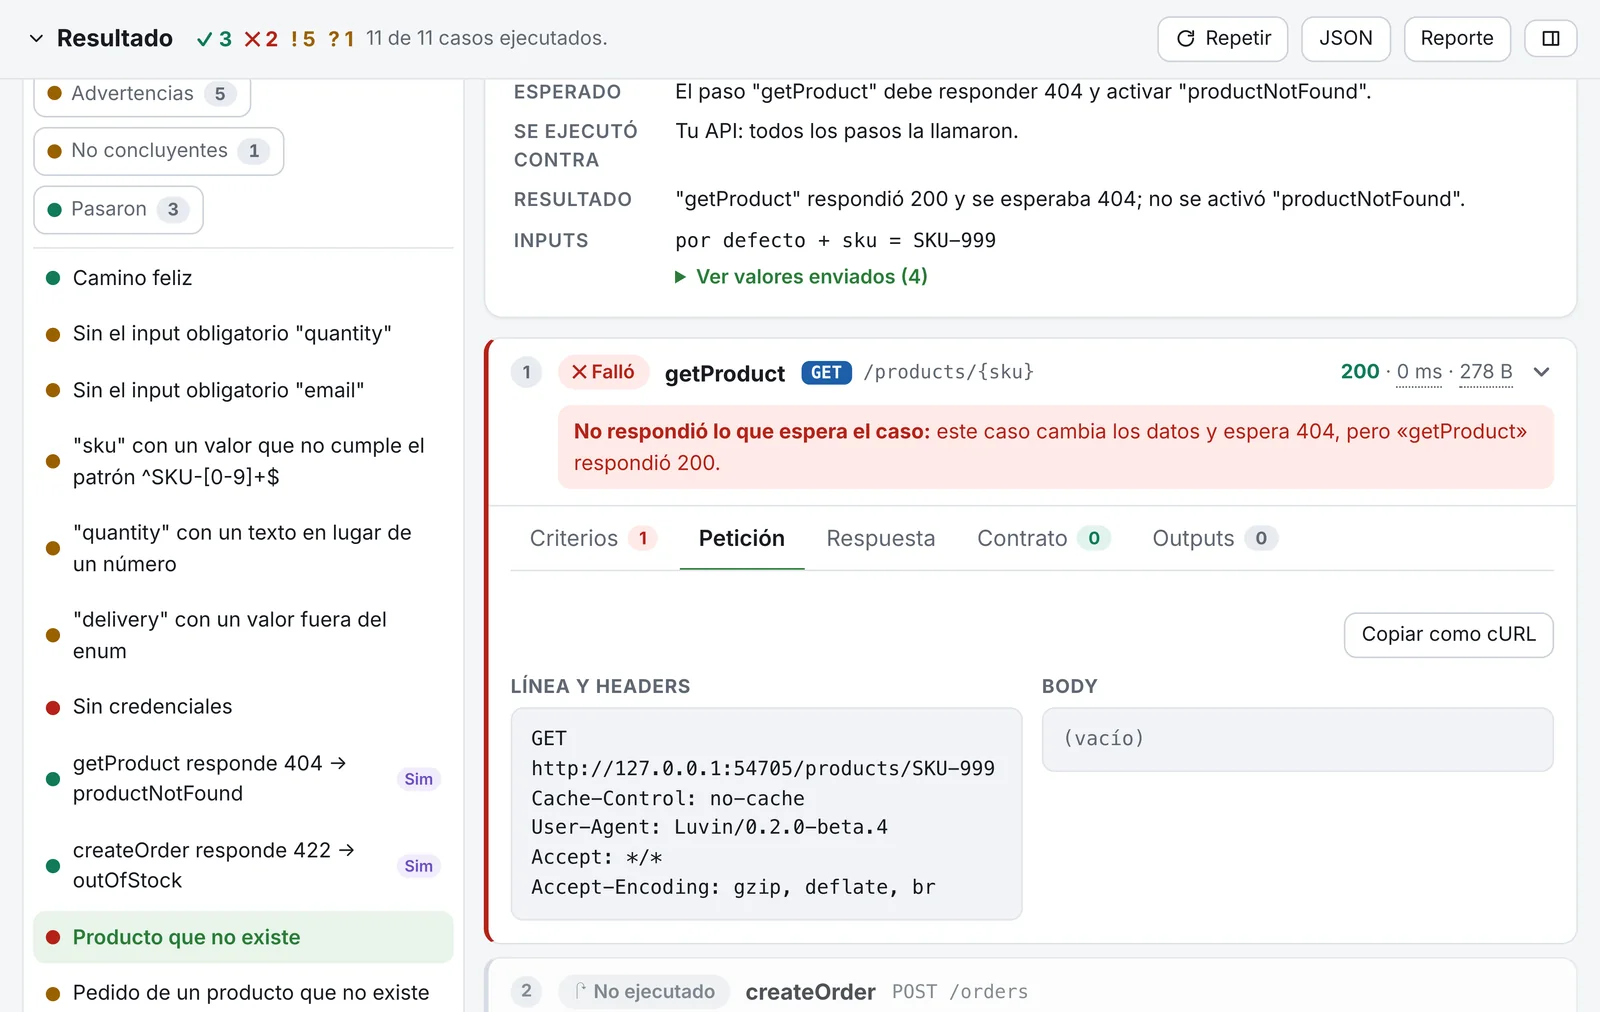 Resultado 3 2 ! 5 ? 1 11 de 11 casos ejecutados. Repetir JSON Reporte
Advertencias 5
No concluyentes 1
Pasaron 3
Camino feliz
Sin el input obligatorio "quantity"
Sin el input obligatorio "email"
"sku" con un valor que no cumple el
patrón ^SKU-[0-9]+$
"quantity" con un texto en lugar de
un número
"delivery" con un valor fuera del
enum
Sin credenciales
getProduct responde 404 →
productNotFound
Sim
createOrder responde 422 →
outOfStock
Sim
Producto que no existe
Pedido de un producto que no existe
ESPERADO El paso "getProduct" debe responder 404 y activar "productNotFound".
SE EJECUTÓ
CONTRA
Tu API: todos los pasos la llamaron.
RESULTADO "getProduct" respondió 200 y se esperaba 404; no se activó "productNotFound".
INPUTS por defecto + sku = SKU-999
Ver valores enviados (4)
1 Falló getProduct GET /products/{sku} 200 · 0 ms · 278 B
No respondió lo que espera el caso: este caso cambia los datos y espera 404, pero «getProduct»
respondió 200.
Criterios 1 Petición Respuesta Contrato 0 Outputs 0
Copiar como cURL
LÍNEA Y HEADERS
GET
http://127.0.0.1:54705/products/SKU-999
Cache-Control: no-cache
User-Agent: Luvin/0.2.0-beta.4
Accept: */*
Accept-Encoding: gzip, deflate, br
BODY
(vacío)
2 No ejecutado createOrder POST /orders